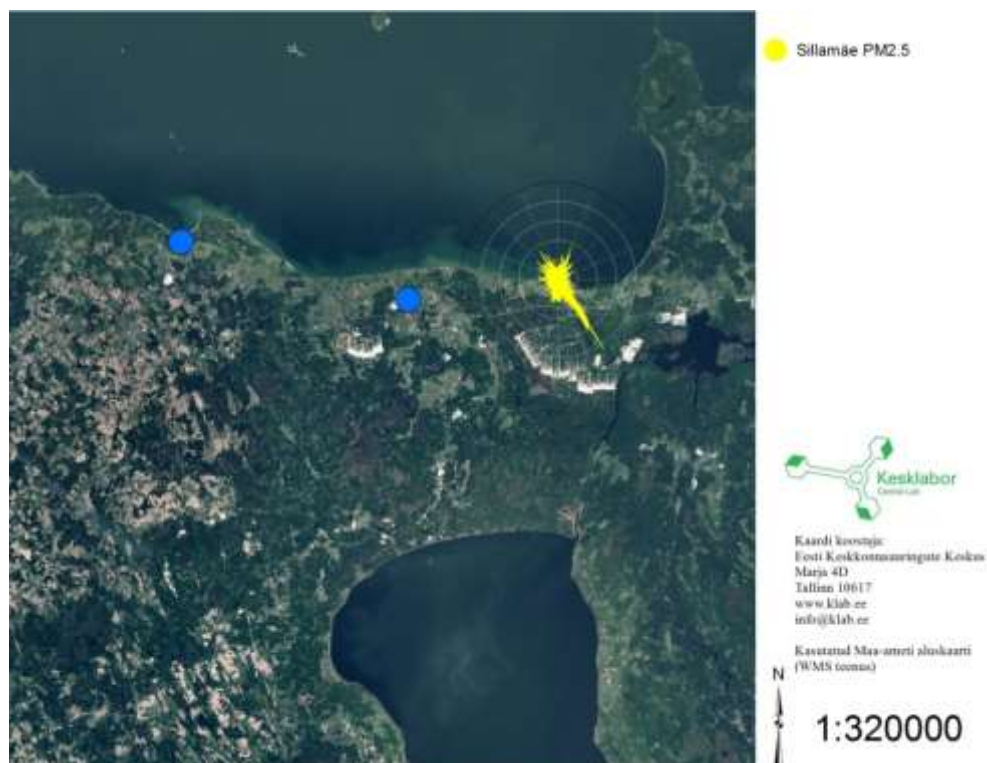 Sillamäe PM2.5
Kesklabor
Central Lab
Kaardi koostaja:
Eesti Keskkonnauuringute Keskus
Marja 4D
Tallinn 10617
www.klab.ee
info@klab.ee
Kasutatud Maa-ameti aluskaarti
(WMS teenus)
N
1:320000